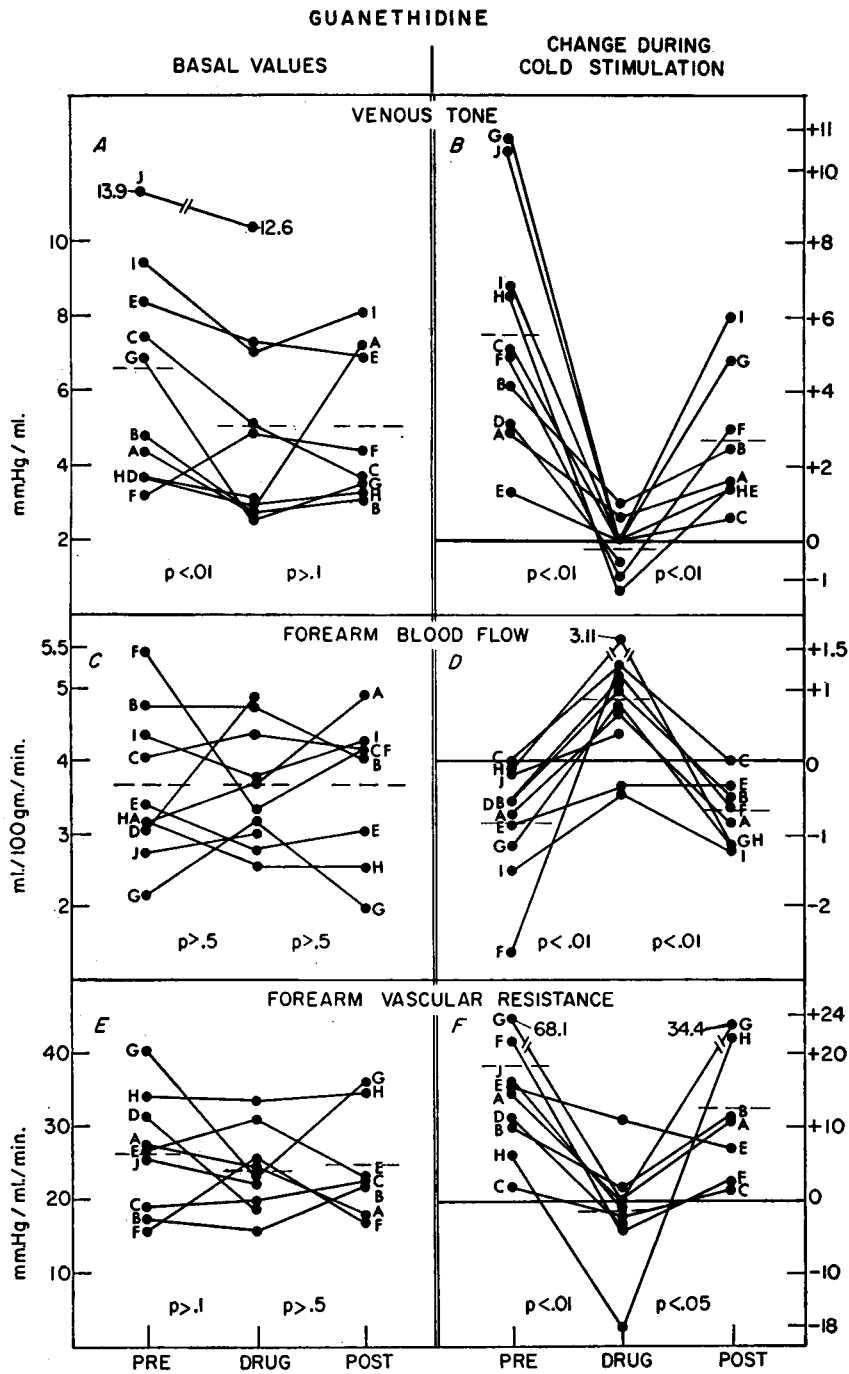 GUANETHIDINE
BASAL VALUES
CHANGE DURING
COLD STIMULATION
VENOUS TONE
A
J
13.9
12.6
I
E
C
G
B
A
HD
F
I
A
E
F
C
G
H
B
10
8
6
4
2
mmHg / ml.
p<.01
p>.1
B
G
J
I
H
C
F
B
D
A
E
I
G
F
B
A
HE
C
+11
+10
+8
+6
+4
+2
0
-1
p<.01
p<.01
FOREARM BLOOD FLOW
C
F
B
I
C
E
HA
D
J
G
A
I
CF
B
E
H
G
5.5
5
4
3
2
ml./100gm./min.
p>.5
p>.5
D
3.11
C
H
J
DB
A
E
G
I
F
C
E
B
F
A
GH
I
+1.5
+1
0
-1
-2
p<.01
p<.01
FOREARM VASCULAR RESISTANCE
E
G
H
D
A
E
J
C
B
F
G
H
E
C
B
A
F
40
30
20
10
mmHg / ml./min.
p>.1
p>.5
F
G
68.1
F
J
E
A
D
B
H
C
34.4
G
H
B
A
E
F
C
+24
+20
+10
0
-10
-18
p<.01
p<.05
PRE
DRUG
POST
PRE
DRUG
POST